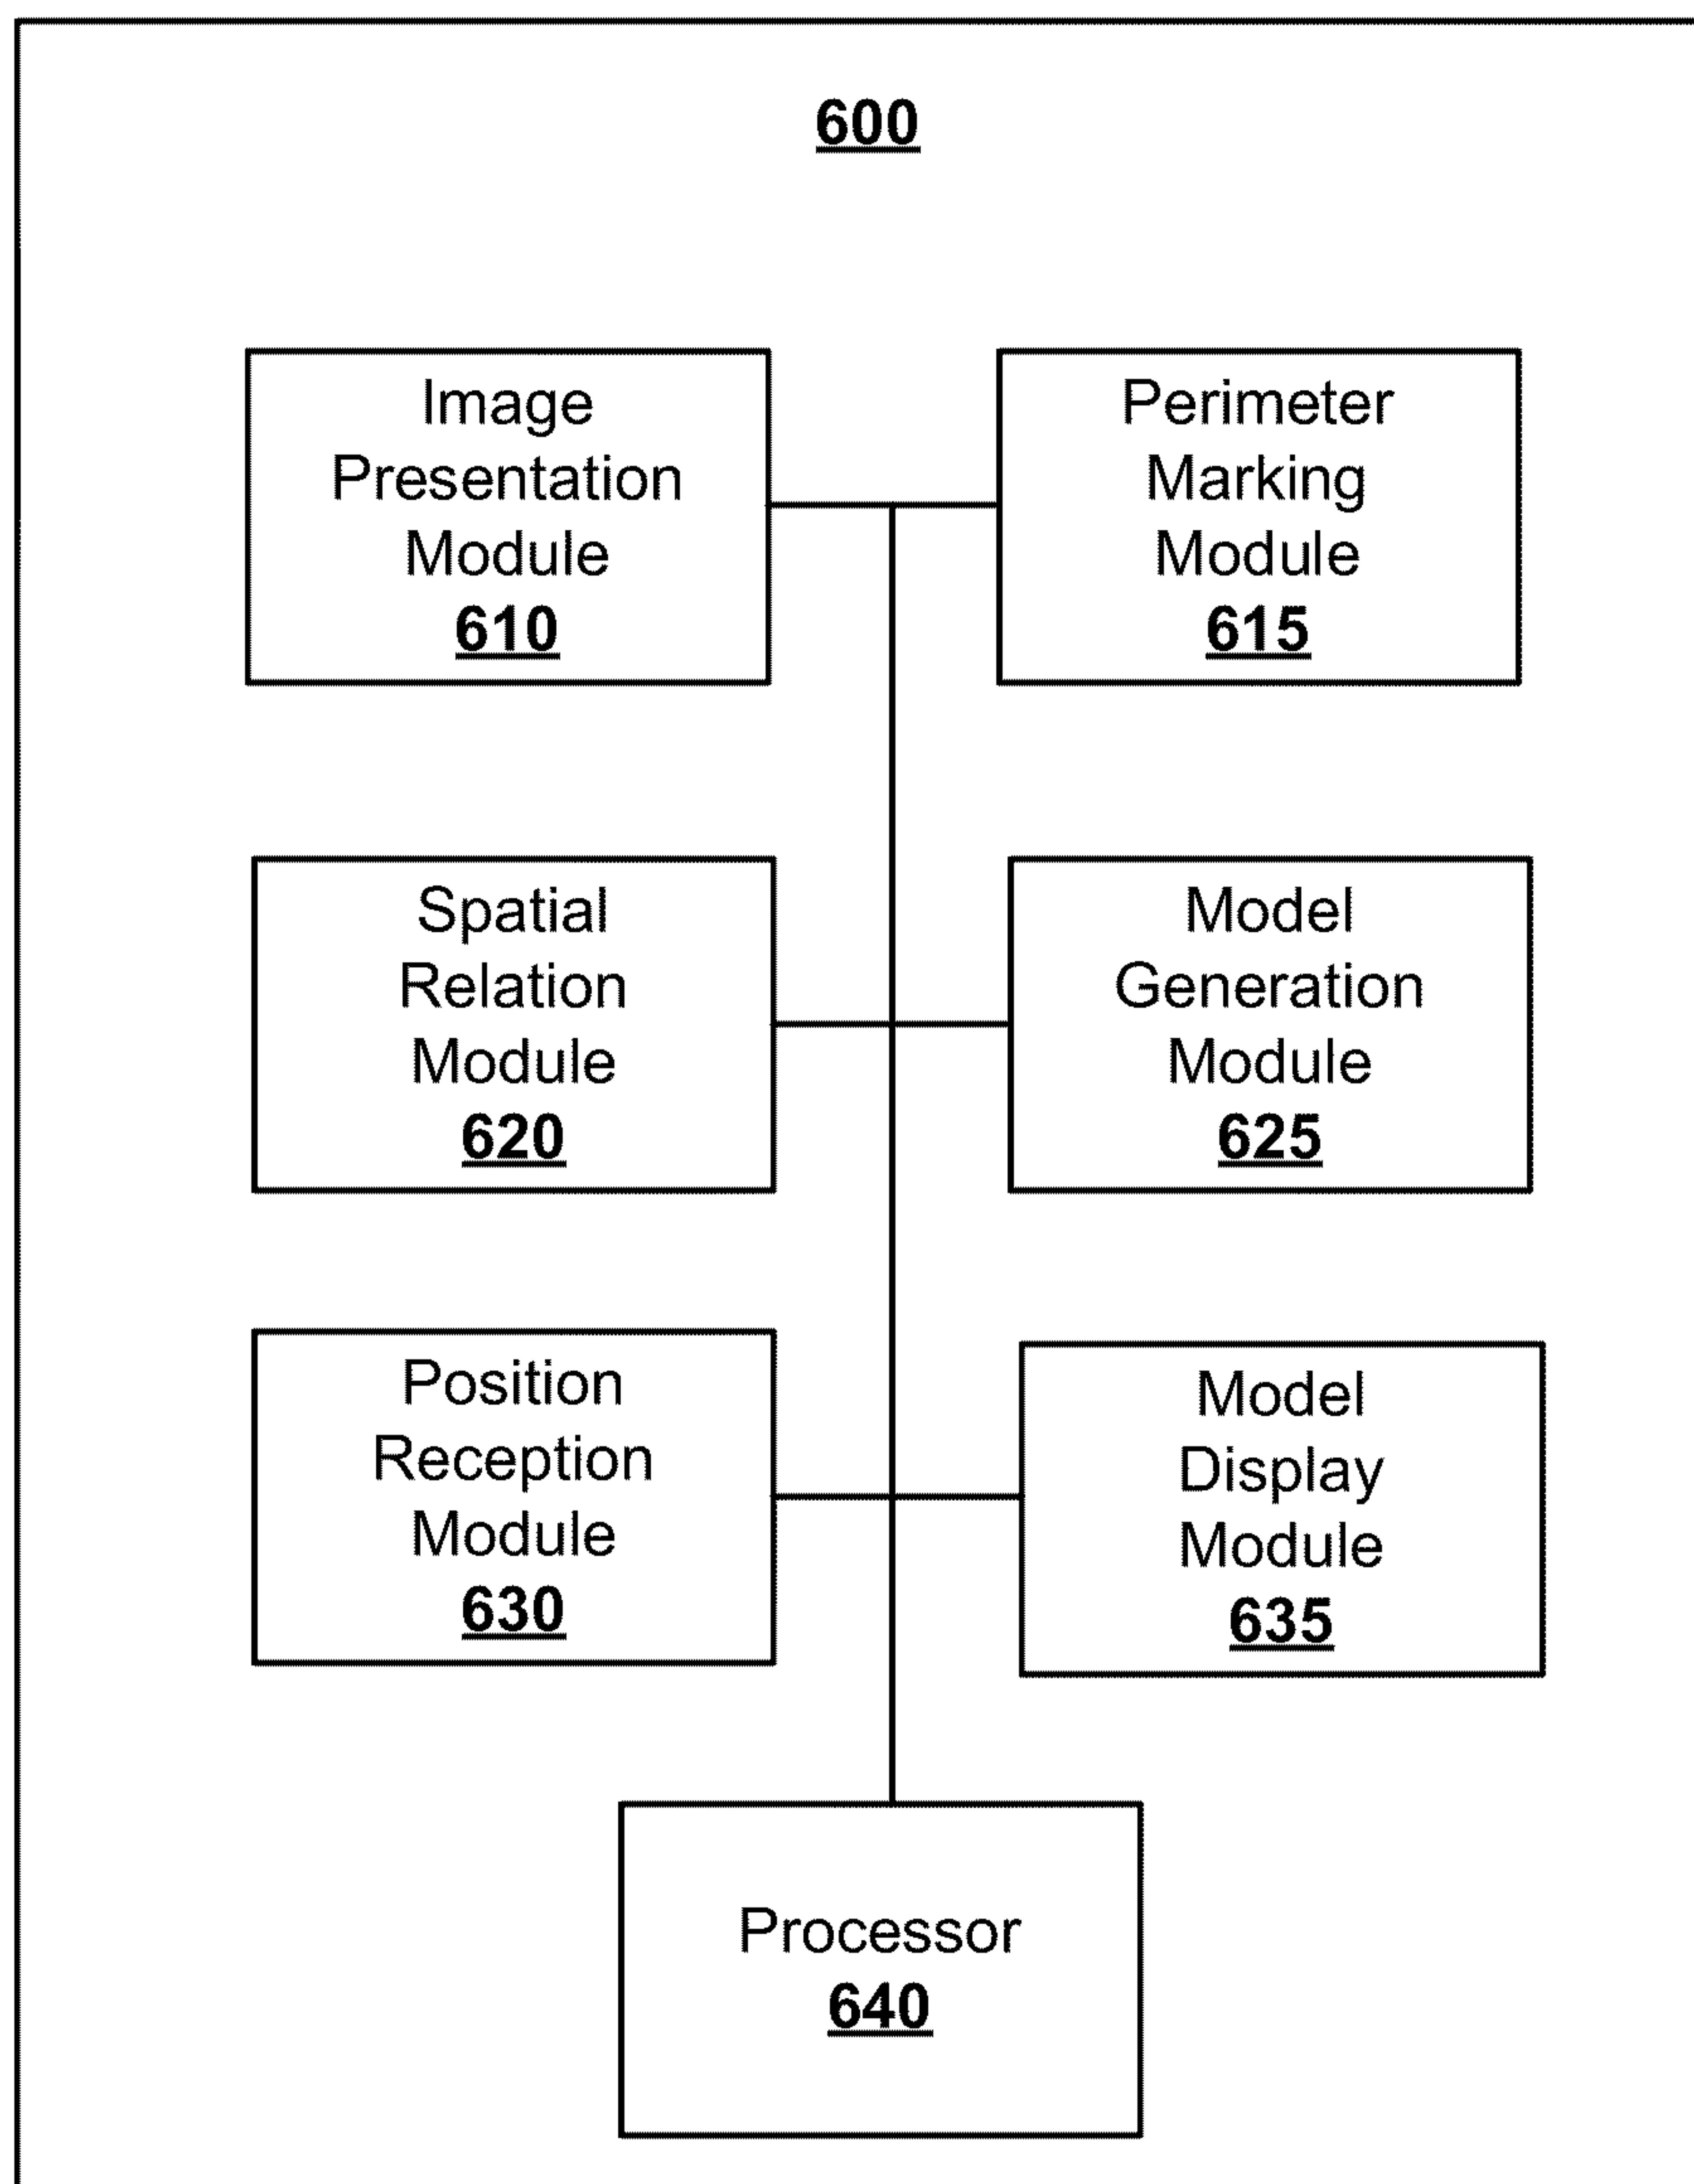 600
Image
Presentation
Module
610
Perimeter
Marking
Module
615
Spatial
Relation
Module
620
Model
Generation
Module
625
Position
Reception
Module
630
Model
Display
Module
635
Processor
640